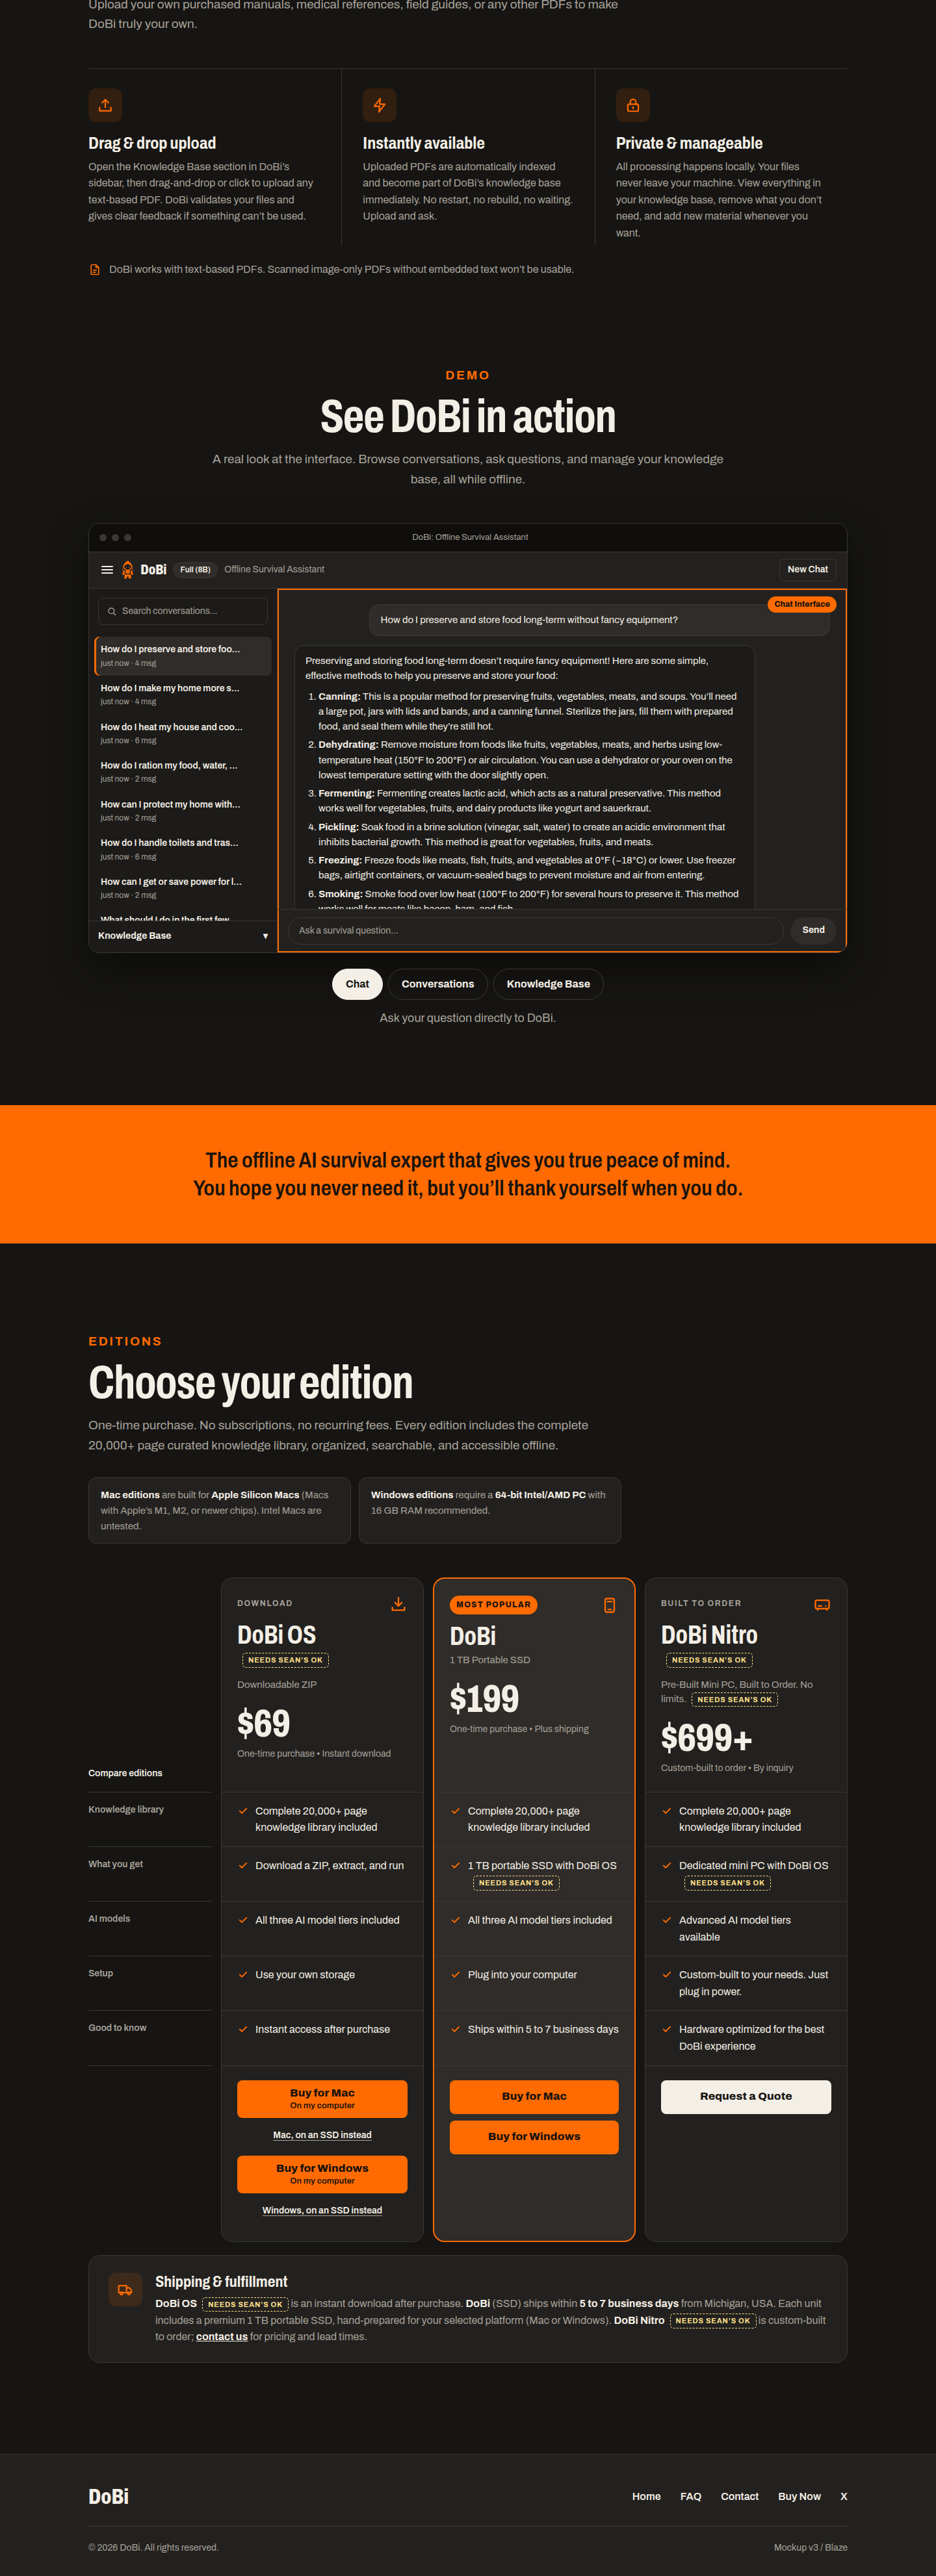 Upload your own purchased manuals, medical references, field guides, or any other PDFs to make
DoBi truly your own.
Drag & drop upload
Open the Knowledge Base section in DoBi's
sidebar, then drag-and-drop or click to upload any
text-based PDF. DoBi validates your files and
gives clear feedback if something can't be used.
Instantly available
Uploaded PDFs are automatically indexed
and become part of DoBi's knowledge base
immediately. No restart, no rebuild, no waiting.
Upload and ask.
Private & manageable
All processing happens locally. Your files
never leave your machine. View everything in
your knowledge base, remove what you don't
need, and add new material whenever you
want.
DoBi works with text-based PDFs. Scanned image-only PDFs without embedded text won't be usable.
DEMO
See DoBi in action
A real look at the interface. Browse conversations, ask questions, and manage your knowledge
base, all while offline.
DoBi: Offline Survival Assistant
DoBi Full (8B) Offline Survival Assistant New Chat
Search conversations...
How do I preserve and store foo...
just now · 4 msg
How do I make my home more s...
just now · 4 msg
How do I heat my house and coo...
just now · 6 msg
How do I ration my food, water, ...
just now · 2 msg
How can I protect my home with...
just now · 2 msg
How do I handle toilets and tras...
just now · 6 msg
How can I get or save power for l...
just now · 2 msg
What should I do in the first few
Knowledge Base ▾
Chat Interface
How do I preserve and store food long-term without fancy equipment?
Preserving and storing food long-term doesn't require fancy equipment! Here are some simple,
effective methods to help you preserve and store your food:
1. Canning: This is a popular method for preserving fruits, vegetables, meats, and soups. You'll need
a large pot, jars with lids and bands, and a canning funnel. Sterilize the jars, fill them with prepared
food, and seal them while they're still hot.
2. Dehydrating: Remove moisture from foods like fruits, vegetables, meats, and herbs using low-
temperature heat (150°F to 200°F) or air circulation. You can use a dehydrator or your oven on the
lowest temperature setting with the door slightly open.
3. Fermenting: Fermenting creates lactic acid, which acts as a natural preservative. This method
works well for vegetables, fruits, and dairy products like yogurt and sauerkraut.
4. Pickling: Soak food in a brine solution (vinegar, salt, water) to create an acidic environment that
inhibits bacterial growth. This method is great for vegetables, fruits, and meats.
5. Freezing: Freeze foods like meats, fish, fruits, and vegetables at 0°F (−18°C) or lower. Use freezer
bags, airtight containers, or vacuum-sealed bags to prevent moisture and air from entering.
6. Smoking: Smoke food over low heat (100°F to 200°F) for several hours to preserve it. This method
works well for meats like bacon, ham, and fish.
Ask a survival question...
Send
Chat Conversations Knowledge Base
Ask your question directly to DoBi.
The offline AI survival expert that gives you true peace of mind.
You hope you never need it, but you'll thank yourself when you do.
EDITIONS
Choose your edition
One-time purchase. No subscriptions, no recurring fees. Every edition includes the complete
20,000+ page curated knowledge library, organized, searchable, and accessible offline.
Mac editions are built for Apple Silicon Macs (Macs
with Apple's M1, M2, or newer chips). Intel Macs are
untested.
Windows editions require a 64-bit Intel/AMD PC with
16 GB RAM recommended.
DOWNLOAD
DoBi OS
NEEDS SEAN'S OK
Downloadable ZIP
$69
One-time purchase • Instant download
MOST POPULAR
DoBi
1 TB Portable SSD
$199
One-time purchase • Plus shipping
BUILT TO ORDER
DoBi Nitro
NEEDS SEAN'S OK
Pre-Built Mini PC, Built to Order. No
limits. NEEDS SEAN'S OK
$699+
Custom-built to order • By inquiry
Compare editions
Knowledge library
Complete 20,000+ page
knowledge library included
Complete 20,000+ page
knowledge library included
Complete 20,000+ page
knowledge library included
What you get
Download a ZIP, extract, and run
1 TB portable SSD with DoBi OS
NEEDS SEAN'S OK
Dedicated mini PC with DoBi OS
NEEDS SEAN'S OK
AI models
All three AI model tiers included
All three AI model tiers included
Advanced AI model tiers
available
Setup
Use your own storage
Plug into your computer
Custom-built to your needs. Just
plug in power.
Good to know
Instant access after purchase
Ships within 5 to 7 business days
Hardware optimized for the best
DoBi experience
Buy for Mac
On my computer
Mac, on an SSD instead
Buy for Windows
On my computer
Windows, on an SSD instead
Buy for Mac
Buy for Windows
Request a Quote
Shipping & fulfillment
DoBi OS NEEDS SEAN'S OK is an instant download after purchase. DoBi (SSD) ships within 5 to 7 business days from Michigan, USA. Each unit
includes a premium 1 TB portable SSD, hand-prepared for your selected platform (Mac or Windows). DoBi Nitro NEEDS SEAN'S OK is custom-built
to order; contact us for pricing and lead times.
DoBi
Home FAQ Contact Buy Now X
© 2026 DoBi. All rights reserved.
Mockup v3 / Blaze